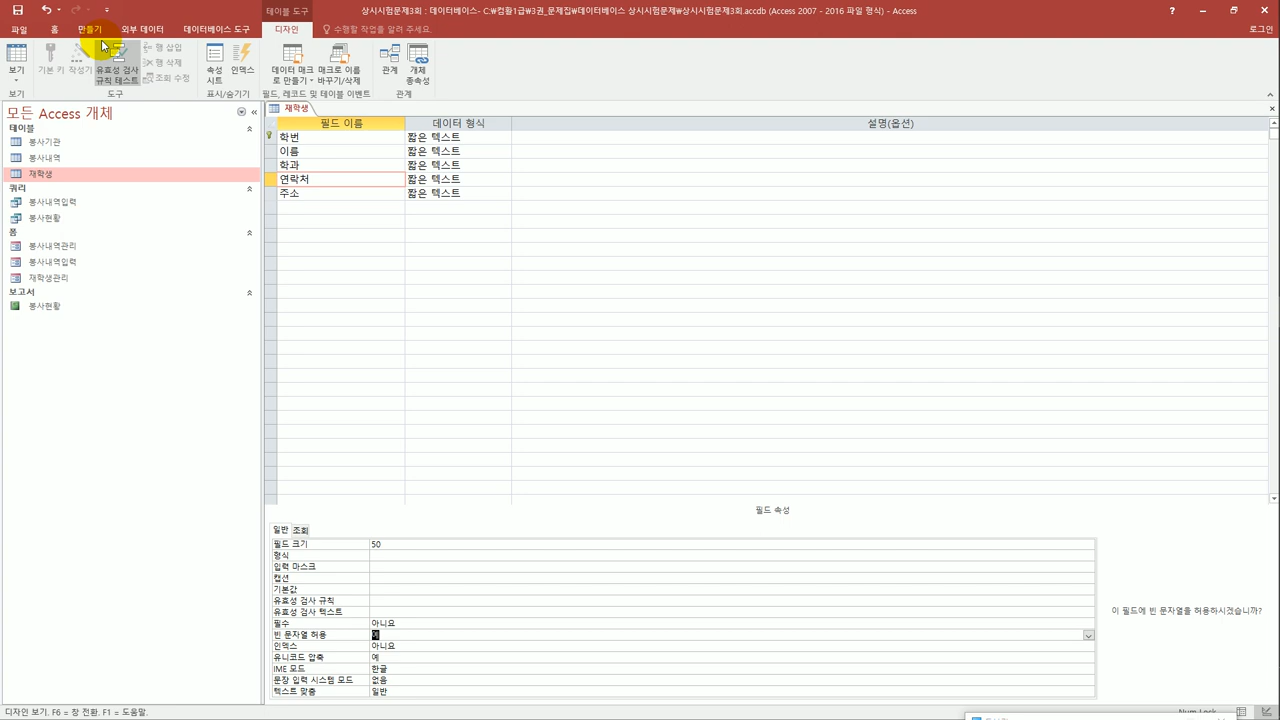 테이블 도구
상시시험문제3회 : 데이터베이스- C:₩컴활1급₩3권_문제집₩데이터베이스 상시시험문제₩상시시험문제3회.accdb (Access 2007 - 2016 파일 형식) - Access
파일 홈 만들기 외부 데이터 데이터베이스 도구 디자인 수행할 작업을 알려 주세요. 로그인
보기
기본 키
작성기
유효성 검사
규칙 테스트
행 삽입
행 삭제
조회 수정
속성
시트
인덱스
데이터 매크
로 만들기
매크로 이름
바꾸기/삭제
관계
개체
종속성
보기 도구 표시/숨기기 필드, 레코드 및 테이블 이벤트 관계
모든 Access 개체
테이블
봉사기관
봉사내역
재학생
쿼리
봉사내역입력
봉사현황
폼
봉사내역관리
봉사내역입력
재학생관리
보고서
봉사현황
재학생
필드 이름 데이터 형식 설명(옵션)
학번 짧은 텍스트
이름 짧은 텍스트
학과 짧은 텍스트
연락처 짧은 텍스트
주소 짧은 텍스트
필드 속성
일반 조회
필드 크기 50
형식
입력 마스크
캡션
기본값
유효성 검사 규칙
유효성 검사 텍스트
필수 아니요
빈 문자열 허용 예
인덱스 아니요
유니코드 압축 예
IME 모드 한글
문장 입력 시스템 모드 없음
텍스트 맞춤 일반
이 필드에 빈 문자열을 허용하시겠습니까?
디자인 보기. F6 = 창 전환. F1 = 도움말.
Num Lock